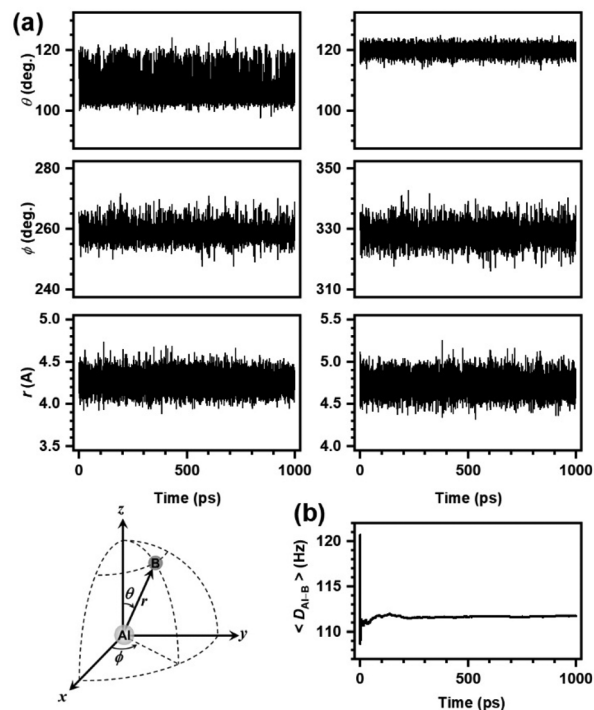 (a)
θ (deg.)
120
100
120
100
ϕ (deg.)
280
260
240
350
330
310
r (A)
5.0
4.5
4.0
3.5
5.5
5.0
4.5
4.0
0 500 1000
0 500 1000
Time (ps)
Time (ps)
(b)
z
B
θ
r
Al
y
ϕ
x
< D Al–B > (Hz)
120
110
0 500 1000
Time (ps)